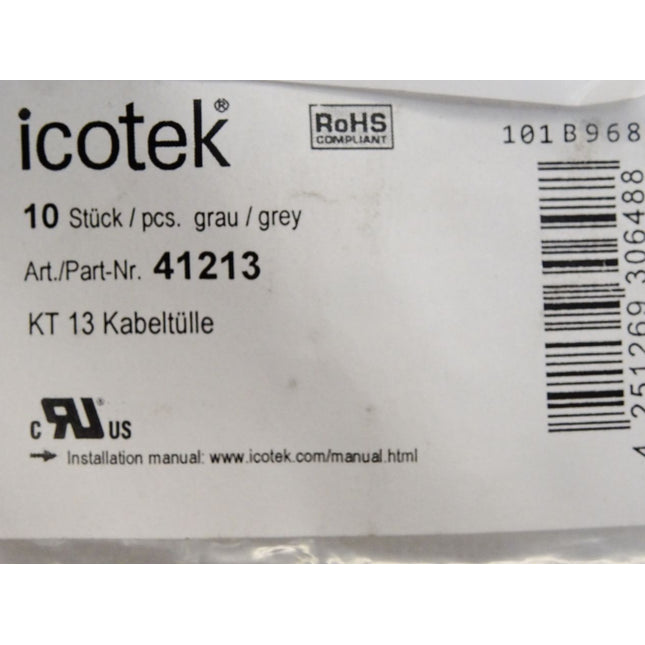 icotek®
RoHS
COMPLIANT
101B968
10 Stück / pcs. grau / grey
Art./Part-Nr. 41213
KT 13 Kabeltülle
c RU® US
→ Installation manual: www.icotek.com/manual.html
4 251269 306488